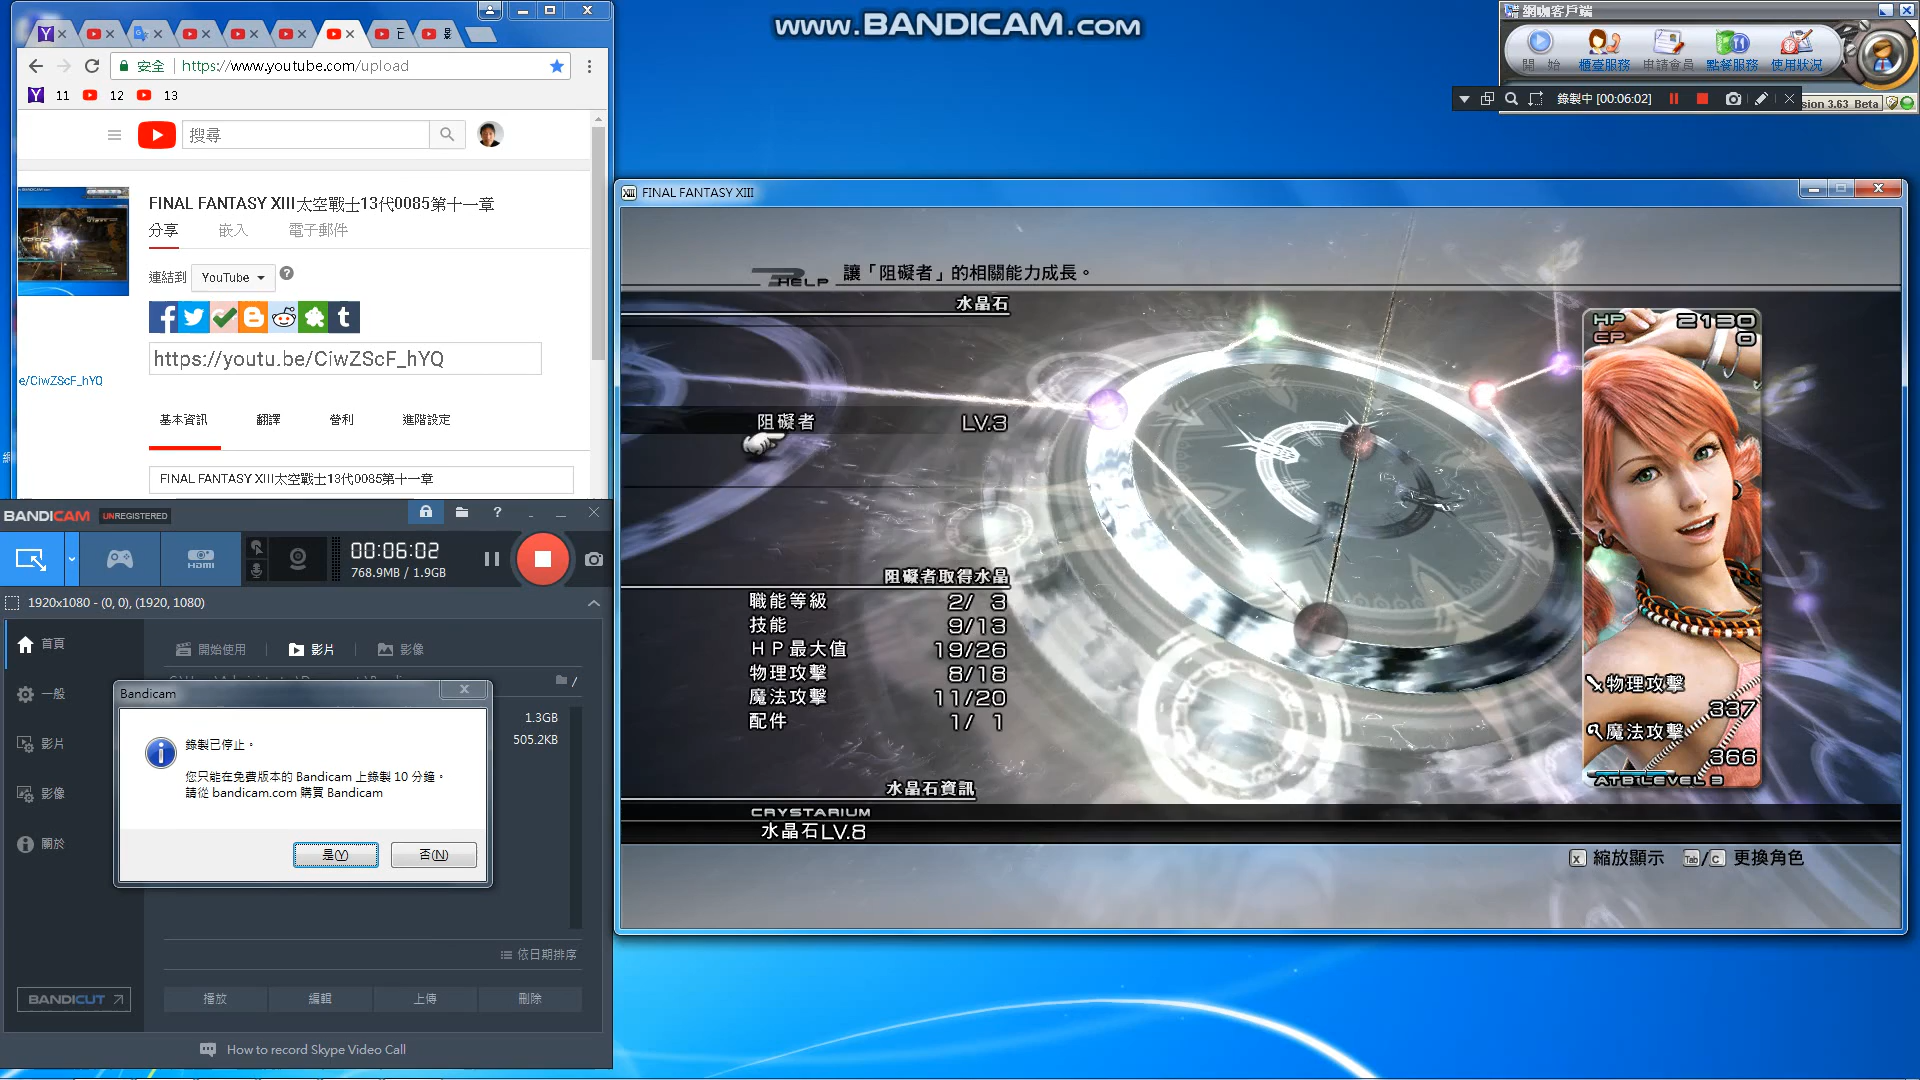 www.BANDICAM.com
安全 https://www.youtube.com/upload
11 12 13
搜尋
FINAL FANTASY XIII太空戰士13代0085第十一章
分享 嵌入 電子郵件
連結到 YouTube
https://youtu.be/CiwZScF_hYQ
e/CiwZScF_hYQ
基本資訊 翻譯 營利 進階設定
FINAL FANTASY XIII太空戰士13代0085第十一章
BANDICAM UNREGISTERED
HDMI
00:06:02
768.9MB / 1.9GB
1920x1080 - (0, 0), (1920, 1080)
首頁
一般
影片
影像
關於
開始使用 影片 影像
1.3GB
505.2KB
Bandicam
錄製已停止。
您只能在免費版本的 Bandicam 上錄製 10 分鐘。
請從 bandicam.com 購買 Bandicam
是(Y) 否(N)
依日期排序
播放 編輯 上傳 刪除
BANDICUT
How to record Skype Video Call
網咖客戶端
開 始 櫃臺服務 申請會員 點餐服務 使用狀況
錄製中 [00:06:02]
sion 3.63 Beta
FINAL FANTASY XIII
HELP 讓「阻礙者」的相關能力成長。
水晶石
阻礙者 LV.3
阻礙者取得水晶
職能等級 2/ 3
技能 9/13
HP最大值 19/26
物理攻擊 8/18
魔法攻擊 11/20
配件 1/ 1
水晶石資訊
CRYSTARIUM
水晶石LV.8
HP 2130
CP 0
物理攻擊
337
魔法攻擊
366
ATB LEVEL 3
X 縮放顯示 Tab/C 更換角色